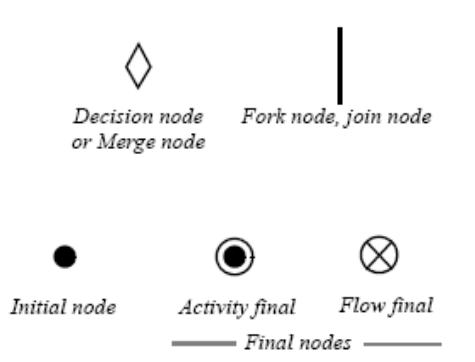 Decision node
or Merge node
Fork node, join node
Initial node
Activity final
Flow final
Final nodes